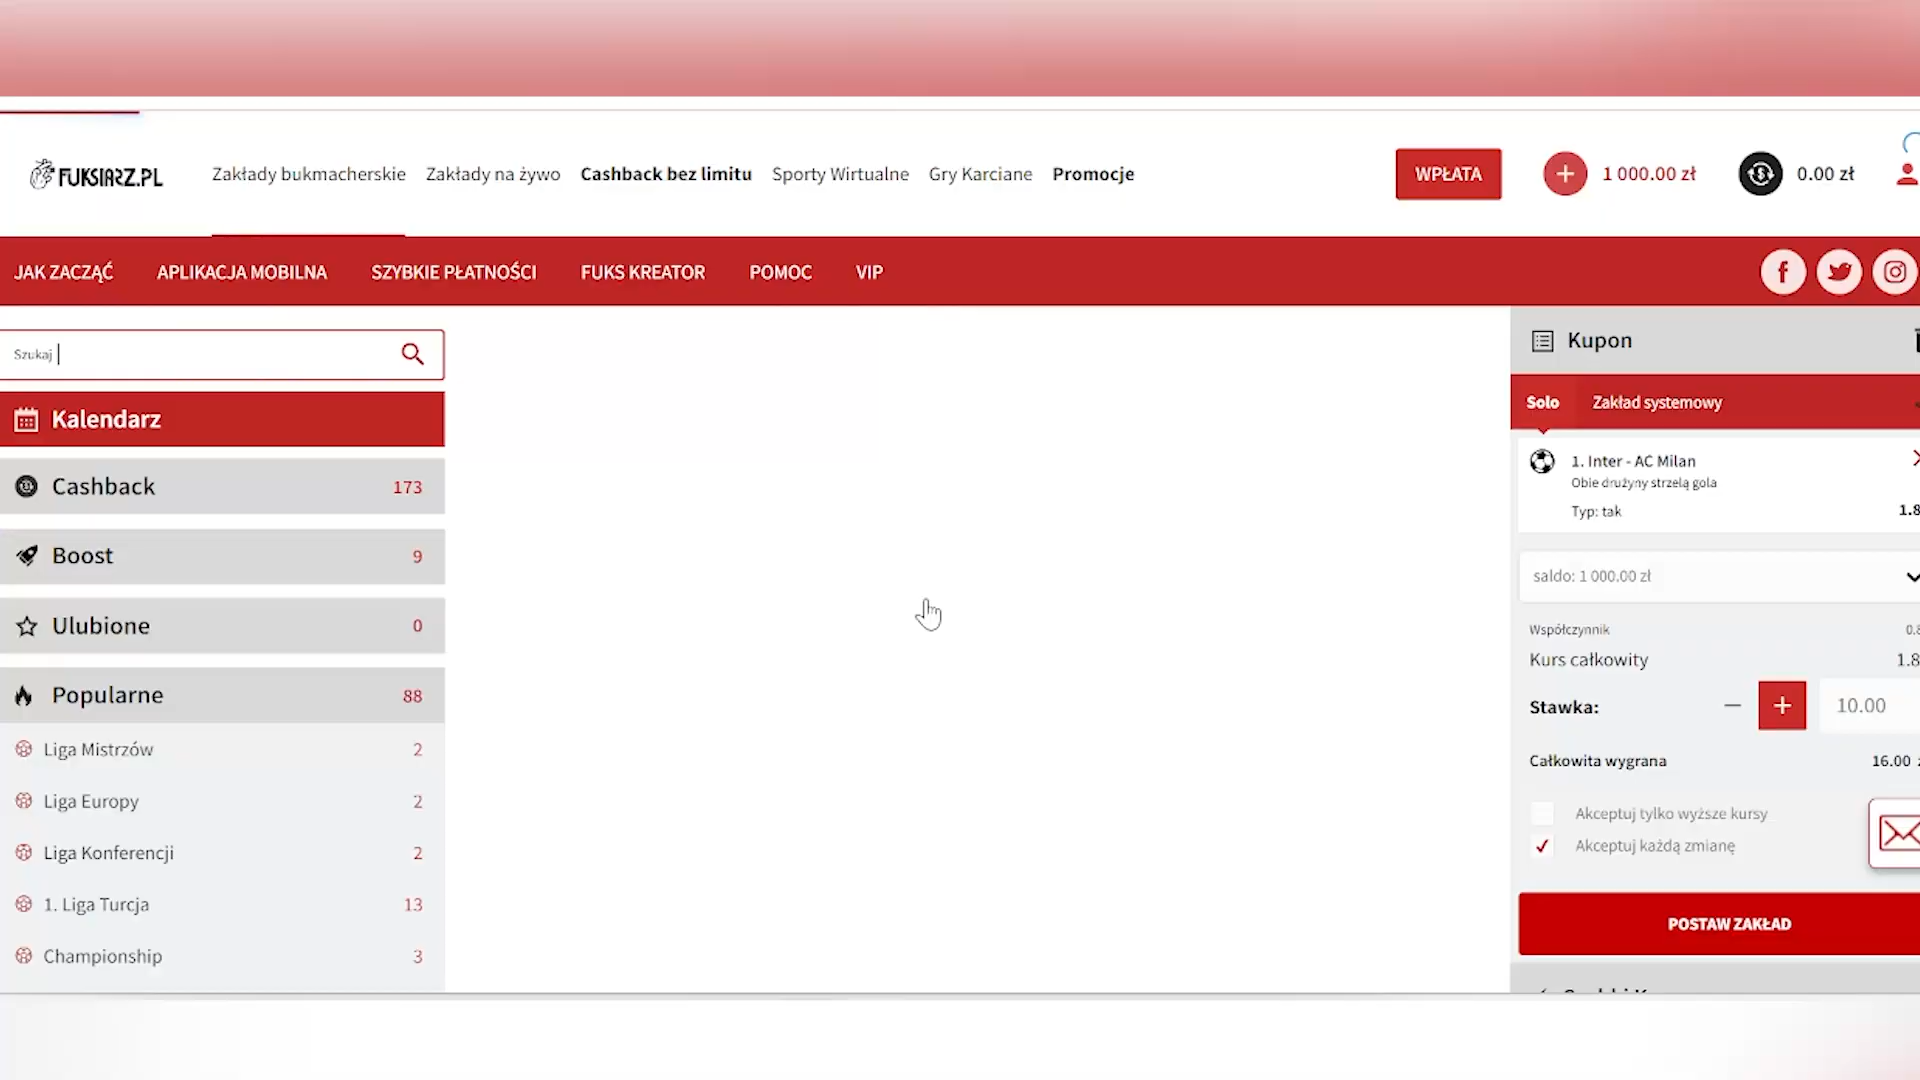 FUKSIARZ.PL
Zakłady bukmacherskie Zakłady na żywo Cashback bez limitu Sporty Wirtualne Gry Karciane Promocje
WPŁATA
1 000.00 zł
0.00 zł
JAK ZACZĄĆ APLIKACJA MOBILNA SZYBKIE PŁATNOŚCI FUKS KREATOR POMOC VIP
Szukaj
Kalendarz
Cashback 173
Boost 9
Ulubione 0
Popularne 88
Liga Mistrzów 2
Liga Europy 2
Liga Konferencji 2
1. Liga Turcja 13
Championship 3
Kupon
Solo Zakład systemowy
1. Inter - AC Milan
Obie drużyny strzelą gola
Typ: tak
saldo: 1 000.00 zł
Współczynnik
Kurs całkowity
Stawka: 10.00
Całkowita wygrana 16.00
Akceptuj tylko wyższe kursy
Akceptuj każdą zmianę
POSTAW ZAKŁAD